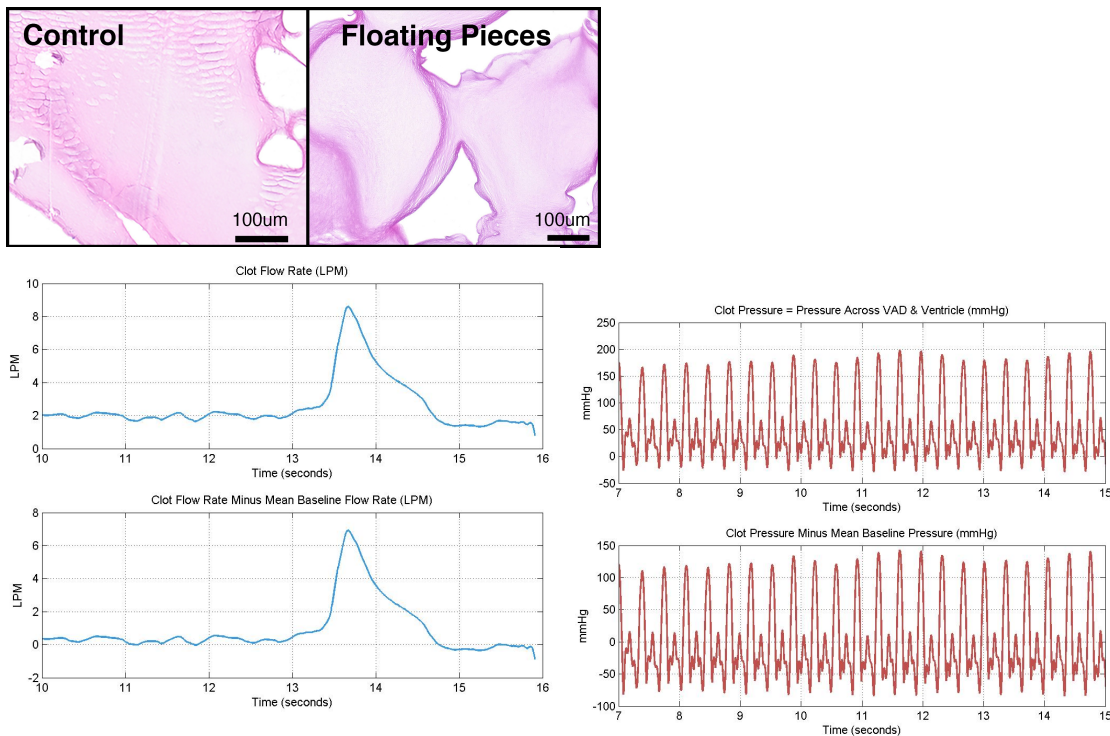 Control
Floating Pieces
100um
100um
Clot Flow Rate (LPM)
10
8
6
4
2
0
LPM
10 11 12 13 14 15 16
Time (seconds)
Clot Flow Rate Minus Mean Baseline Flow Rate (LPM)
8
6
4
2
0
-2
LPM
10 11 12 13 14 15 16
Time (seconds)
Clot Pressure = Pressure Across VAD & Ventricle (mmHg)
250
200
150
100
50
0
-50
mmHg
7 8 9 10 11 12 13 14 15
Time (seconds)
Clot Pressure Minus Mean Baseline Pressure (mmHg)
150
100
50
0
-50
-100
mmHg
7 8 9 10 11 12 13 14 15
Time (seconds)